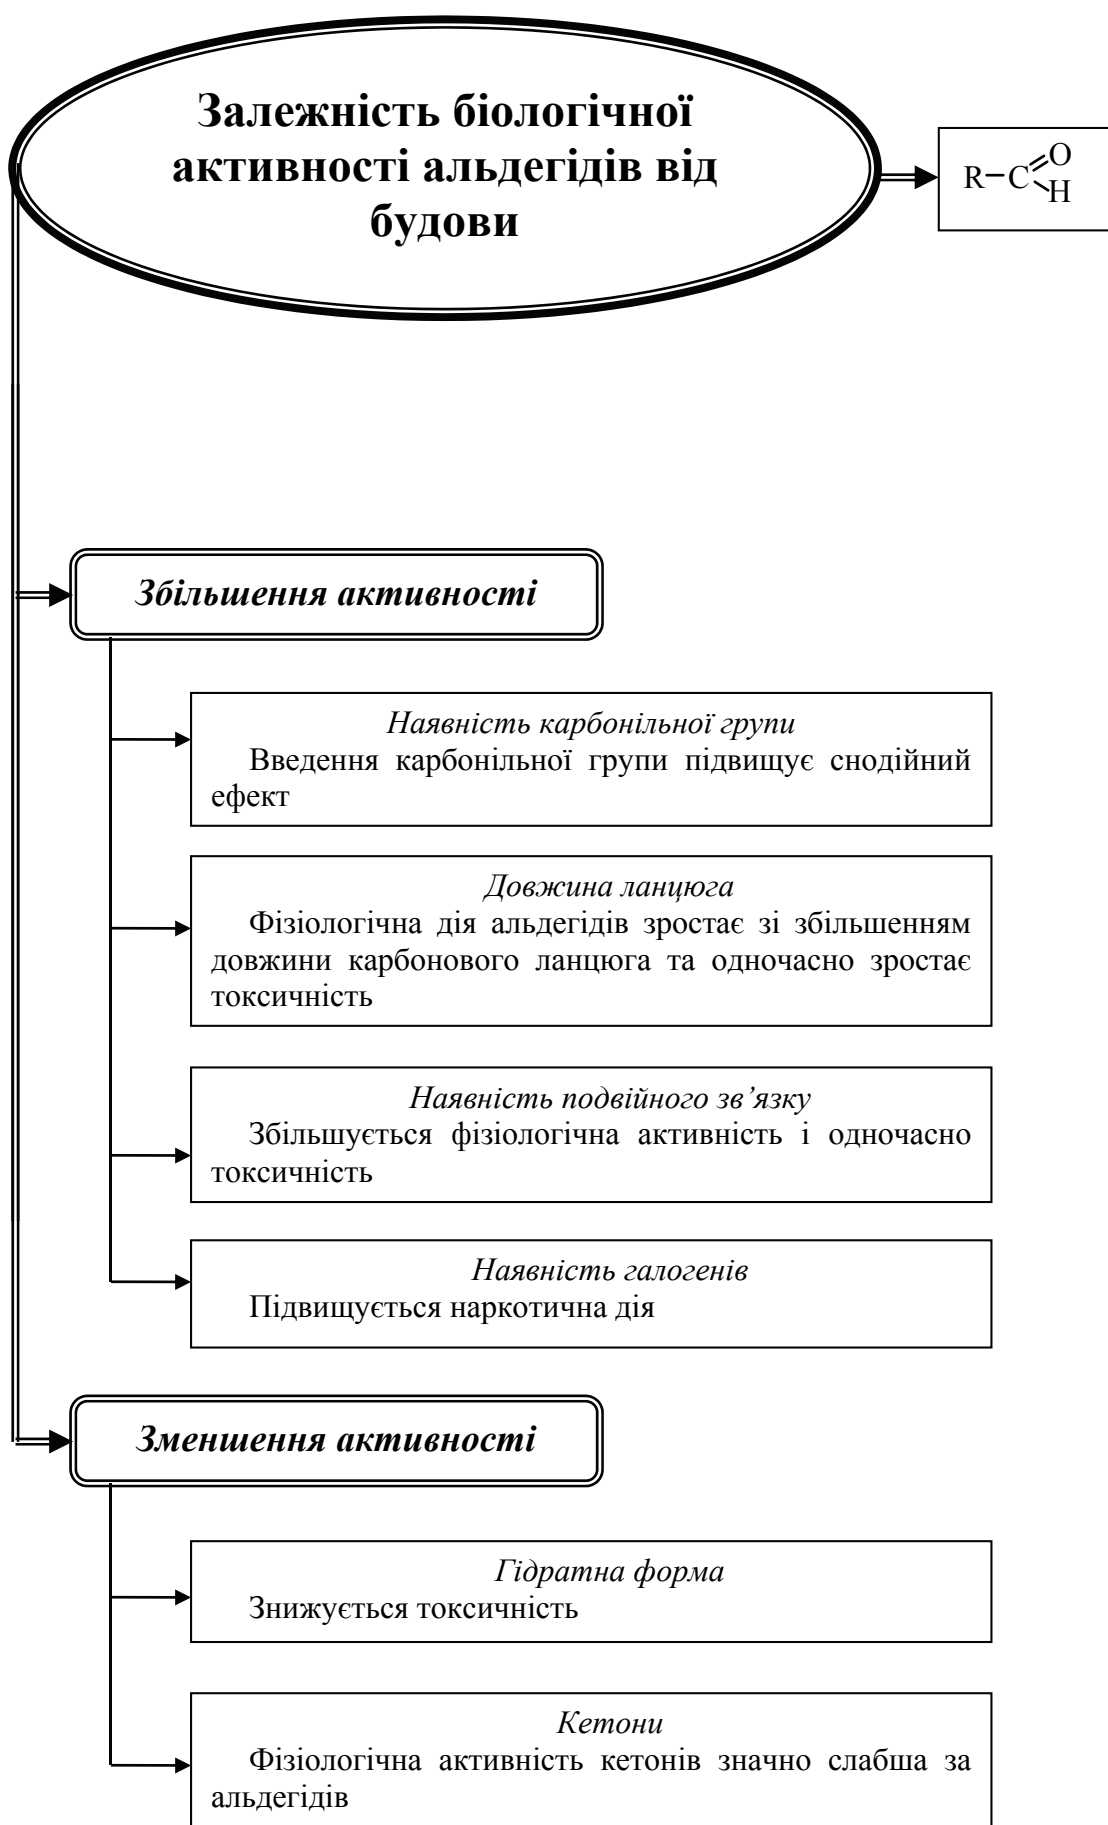 Залежність біологічної
активності альдегідів від
будови
R–C
O
H
Збільшення активності
Наявність карбонільної групи
Введення карбонільної групи підвищує снодійний
ефект
Довжина ланцюга
Фізіологічна дія альдегідів зростає зі збільшенням
довжини карбонового ланцюга та одночасно зростає
токсичність
Наявність подвійного зв’язку
Збільшується фізіологічна активність і одночасно
токсичність
Наявність галогенів
Підвищується наркотична дія
Зменшення активності
Гідратна форма
Знижується токсичність
Кетони
Фізіологічна активність кетонів значно слабша за
альдегідів